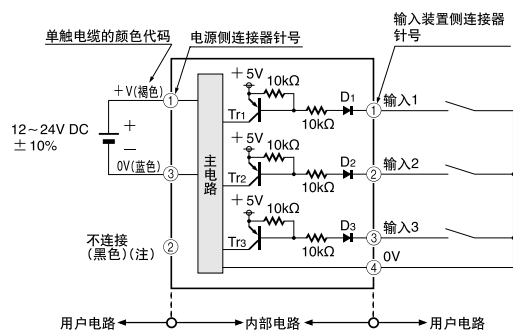 单触电缆的颜色代码
电源侧连接器针号
输入装置侧连接器
针号
+V(褐色)
1
12~24V DC
±10%
+
−
0V(蓝色)
3
不连接
(黑色)(注)
2
主电路
+5V
10kΩ
Tr1
10kΩ
D1
1
输入1
+5V
10kΩ
Tr2
10kΩ
D2
2
输入2
+5V
10kΩ
Tr3
10kΩ
D3
3
输入3
0V
4
用户电路
内部电路
用户电路